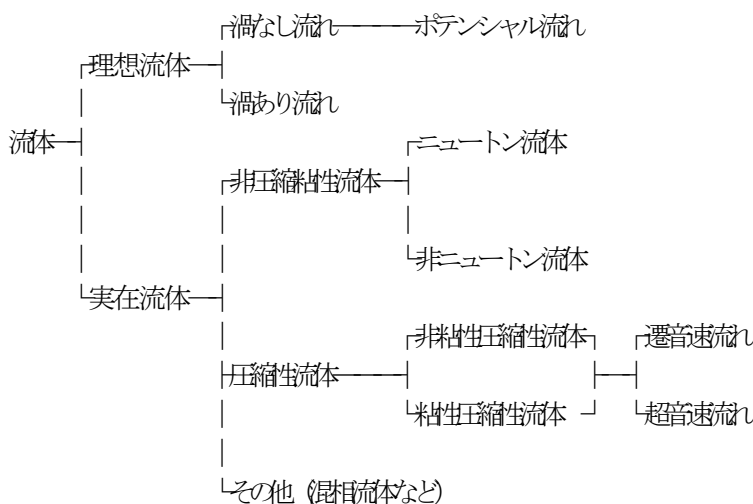 渦なし流れ ポテンシャル流れ
理想流体
渦あり流れ
流体 ニュートン流体
非圧縮粘性流体
非ニュートン流体
実在流体
非粘性圧縮性流体 遷音速流れ
圧縮性流体
粘性圧縮性流体 超音速流れ
その他（混相流体など）